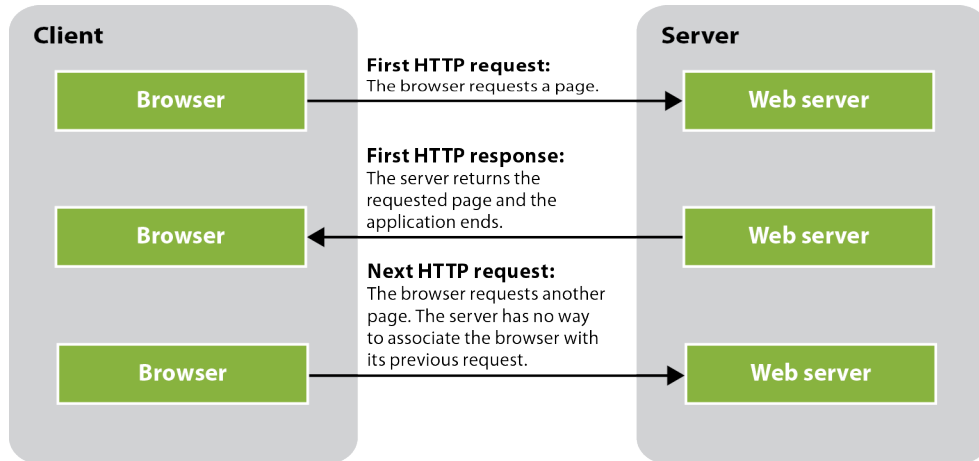 Client
Server
First HTTP request:
The browser requests a page.
Browser
Web server
First HTTP response:
The server returns the
requested page and the
application ends.
Browser
Web server
Next HTTP request:
The browser requests another
page. The server has no way
to associate the browser with
its previous request.
Browser
Web server